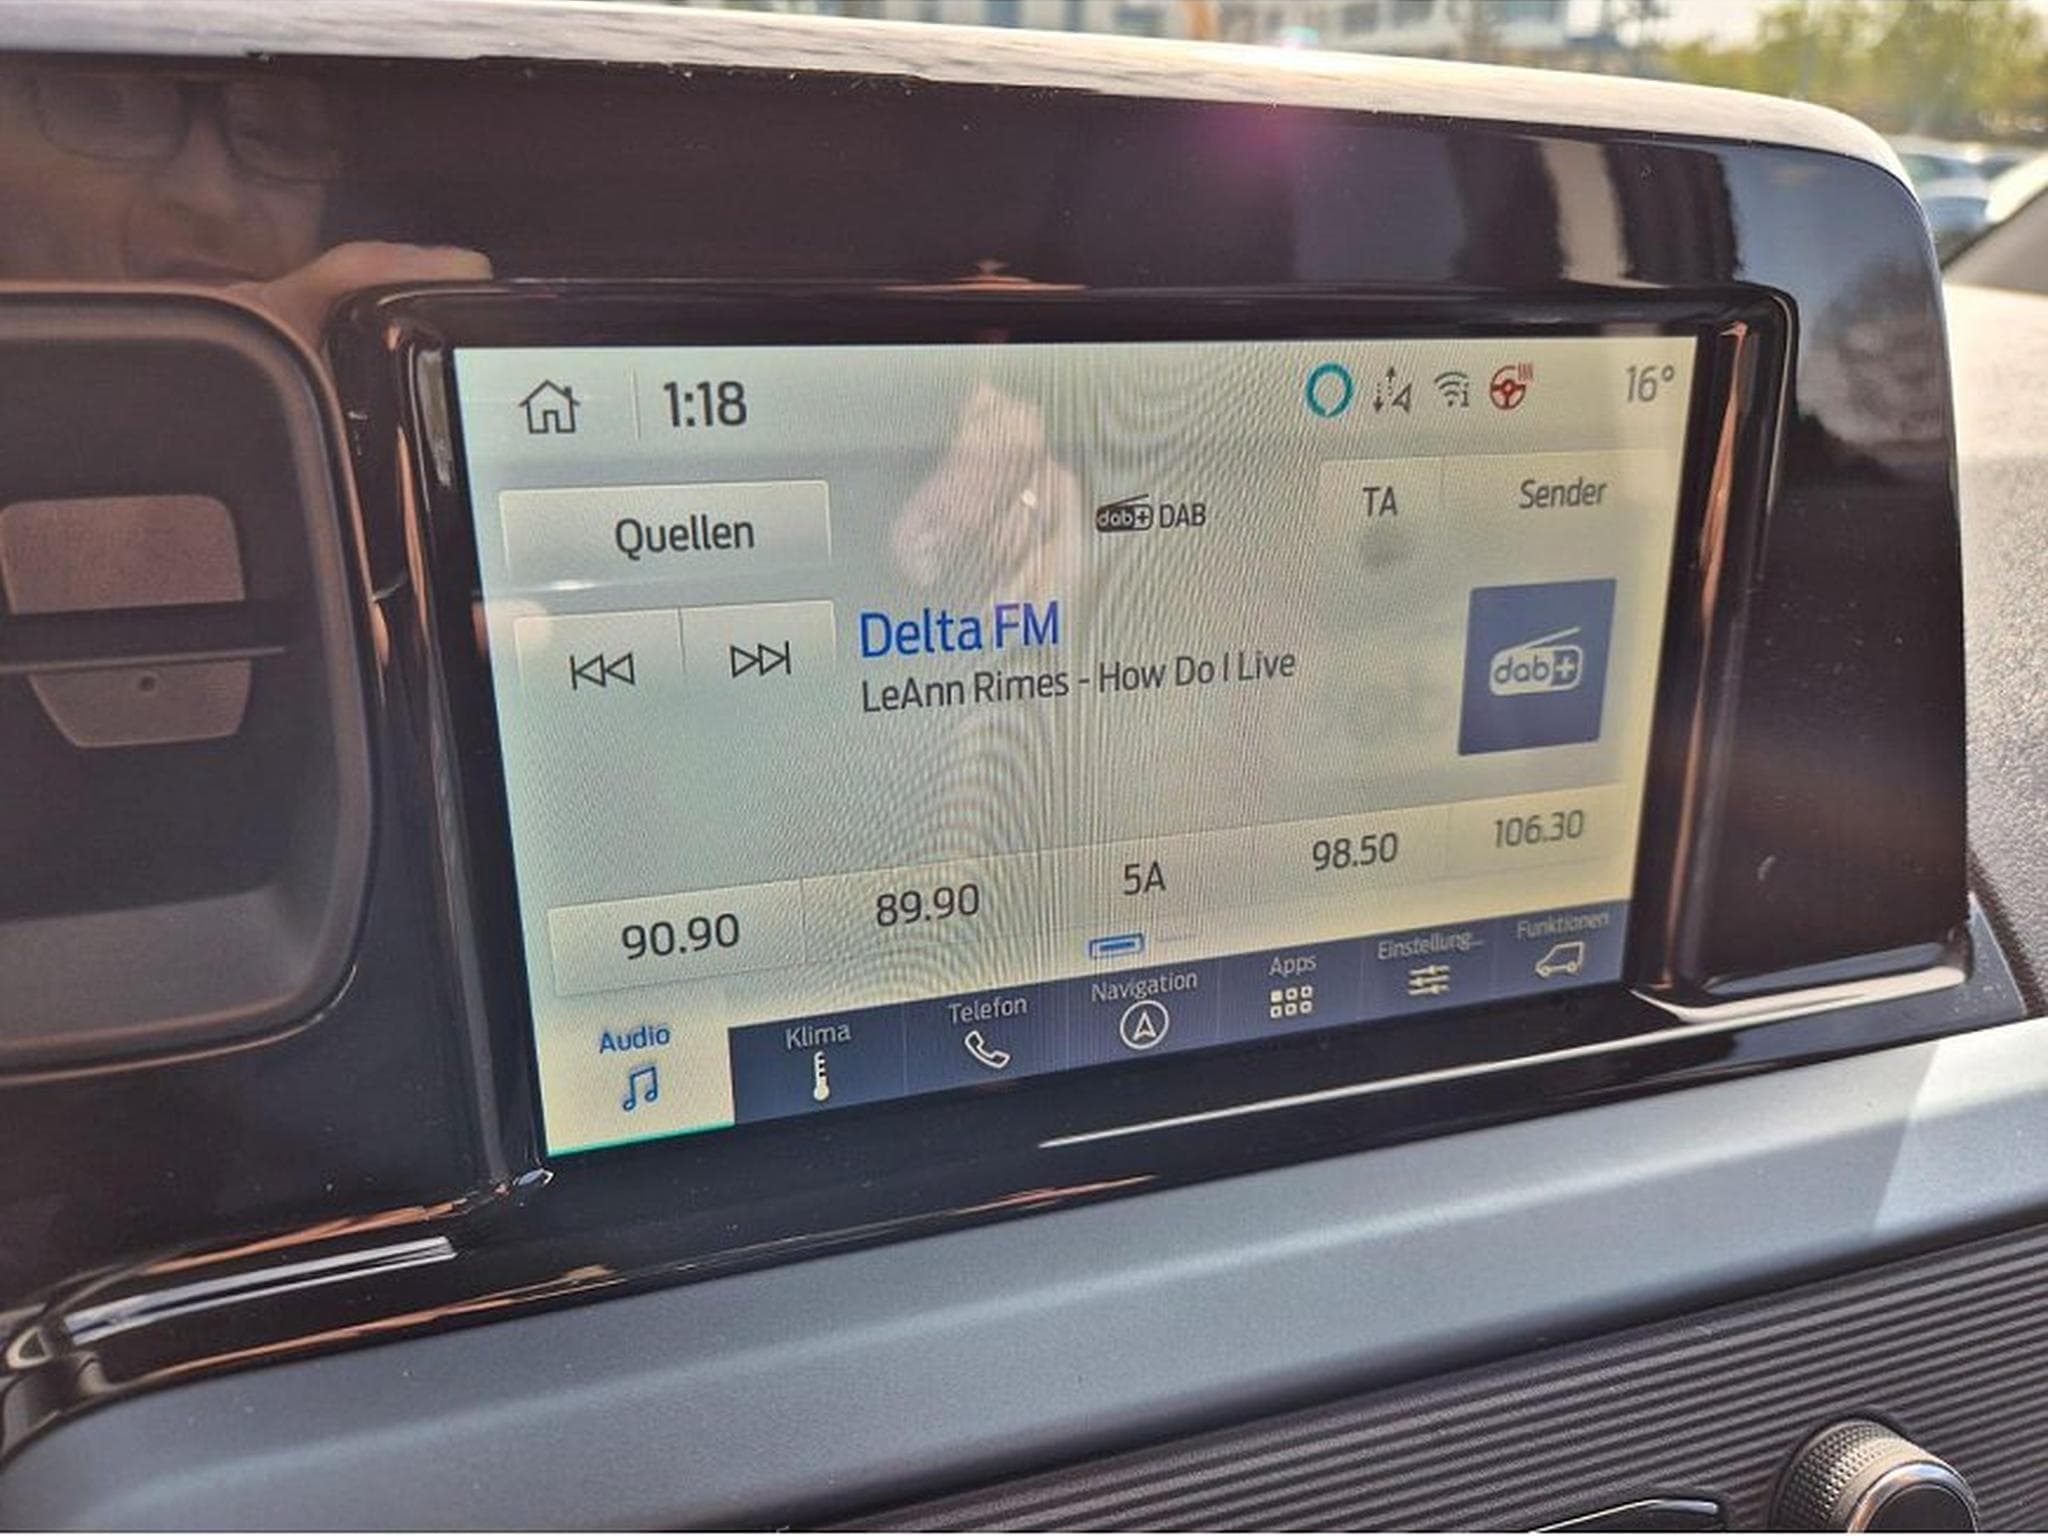 1:18
16°
Quellen
dab+ DAB
TA
Sender
Delta FM
LeAnn Rimes - How Do I Live
dab+
90.90
89.90
5A
98.50
106.30
Audio
Klima
Telefon
Navigation
Apps
Einstellung...
Funktionen